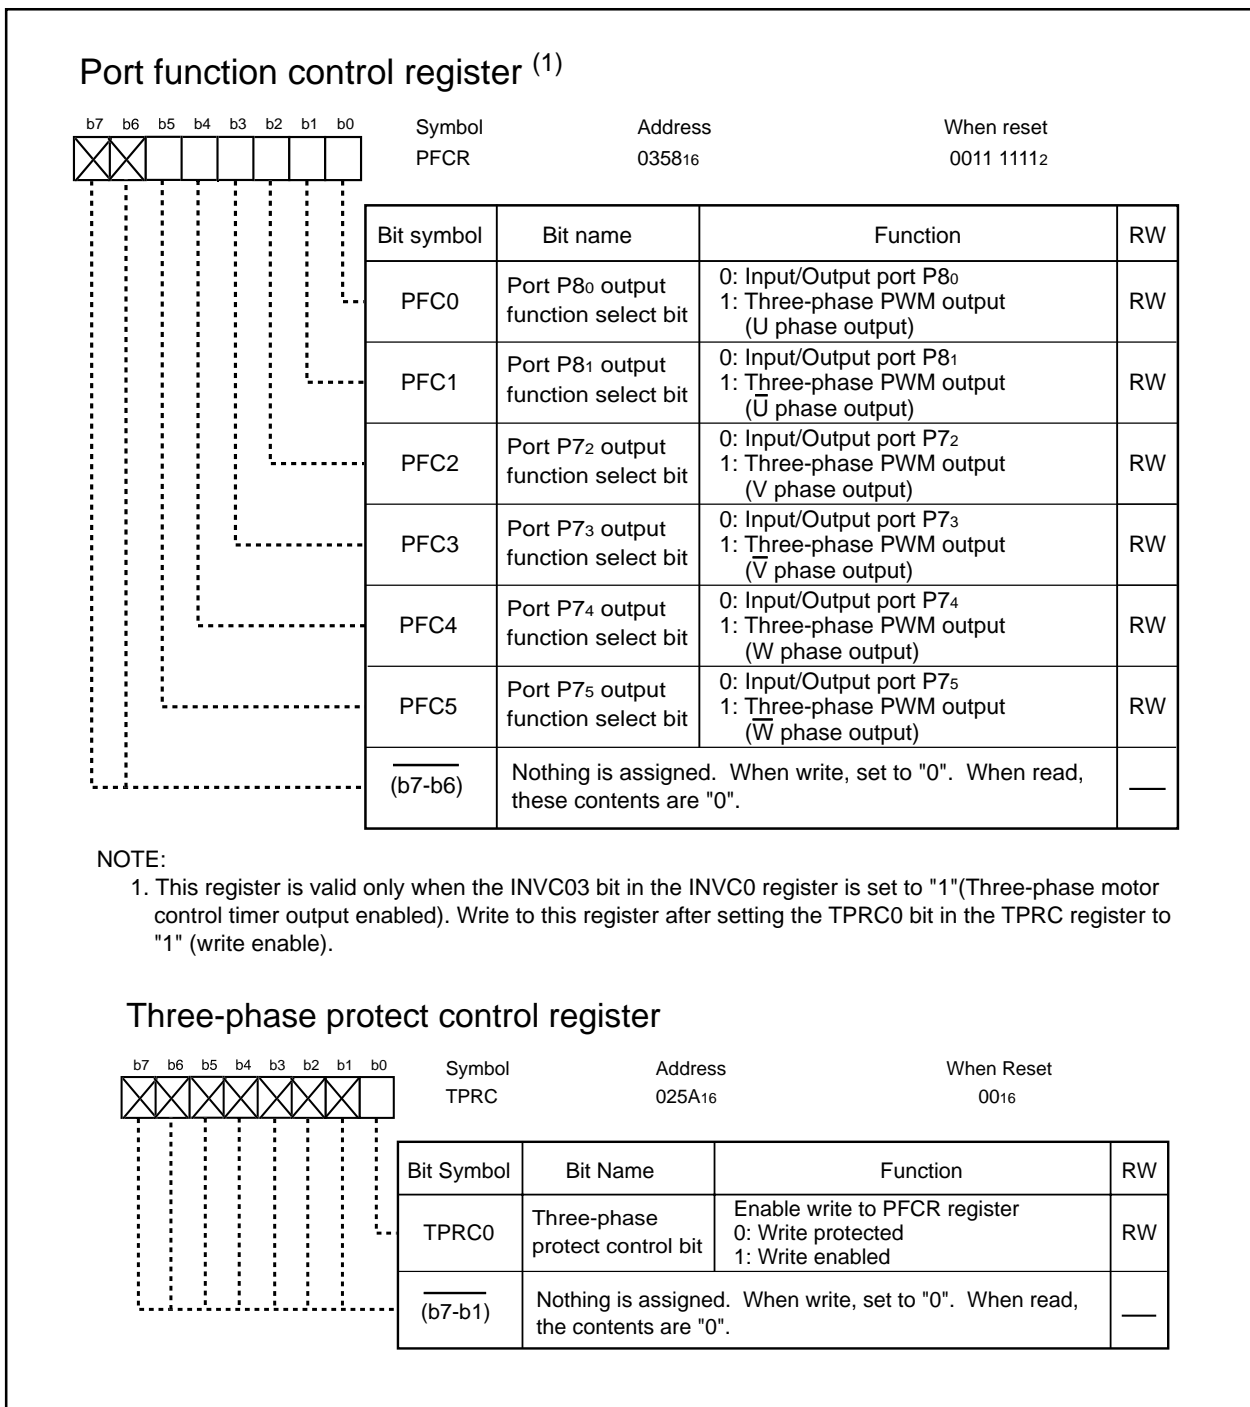 Port function control register (1)
b7 b6 b5 b4 b3 b2 b1 b0
Symbol Address When reset
PFCR 035816 0011 11112
Bit symbol Bit name Function RW
PFC0
Port P80 output
function select bit
0: Input/Output port P80
1: Three-phase PWM output
(U phase output)
RW
PFC1
Port P81 output
function select bit
0: Input/Output port P81
1: Three-phase PWM output
(U̅ phase output)
RW
PFC2
Port P72 output
function select bit
0: Input/Output port P72
1: Three-phase PWM output
(V phase output)
RW
PFC3
Port P73 output
function select bit
0: Input/Output port P73
1: Three-phase PWM output
(V̅ phase output)
RW
PFC4
Port P74 output
function select bit
0: Input/Output port P74
1: Three-phase PWM output
(W phase output)
RW
PFC5
Port P75 output
function select bit
0: Input/Output port P75
1: Three-phase PWM output
(W̅ phase output)
RW
(b7-b6)
Nothing is assigned. When write, set to "0". When read,
these contents are "0".
NOTE:
1. This register is valid only when the INVC03 bit in the INVC0 register is set to "1"(Three-phase motor
control timer output enabled). Write to this register after setting the TPRC0 bit in the TPRC register to
"1" (write enable).
Three-phase protect control register
b7 b6 b5 b4 b3 b2 b1 b0
Symbol Address When Reset
TPRC 025A16 0016
Bit Symbol Bit Name Function RW
TPRC0
Three-phase
protect control bit
Enable write to PFCR register
0: Write protected
1: Write enabled
RW
(b7-b1)
Nothing is assigned. When write, set to "0". When read,
the contents are "0".